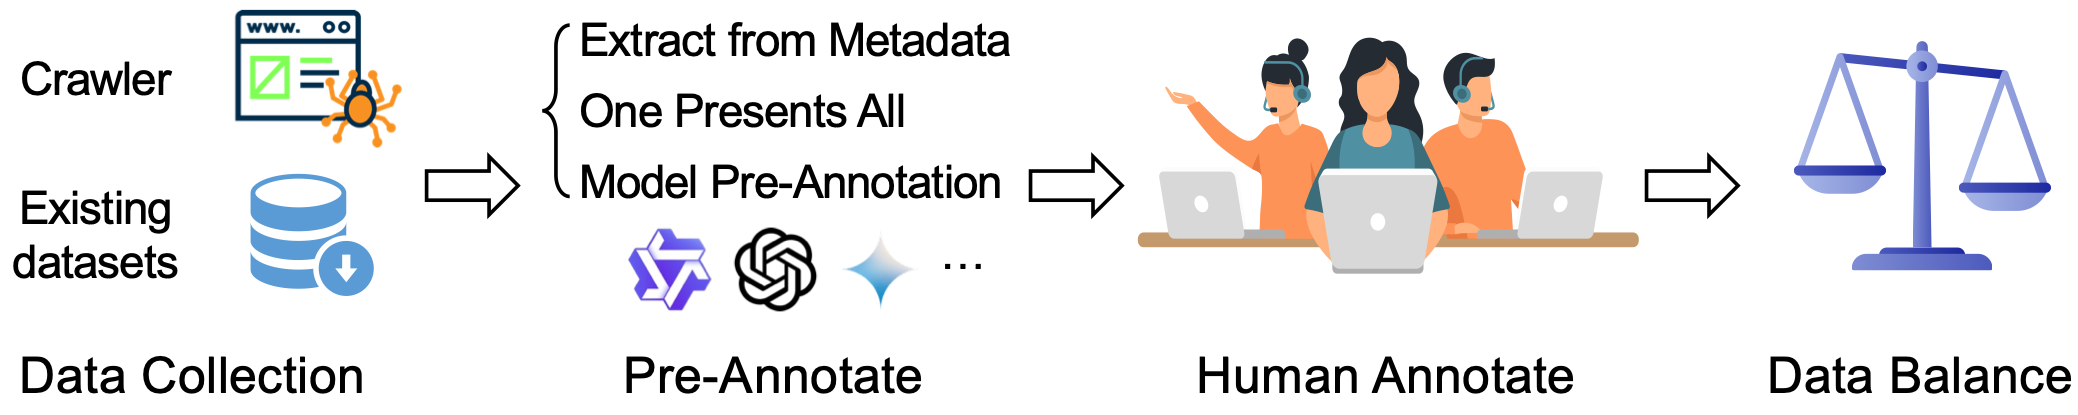 Crawler
www.
Existing
datasets
Data Collection
Extract from Metadata
One Presents All
Model Pre-Annotation
...
Pre-Annotate
Human Annotate
Data Balance